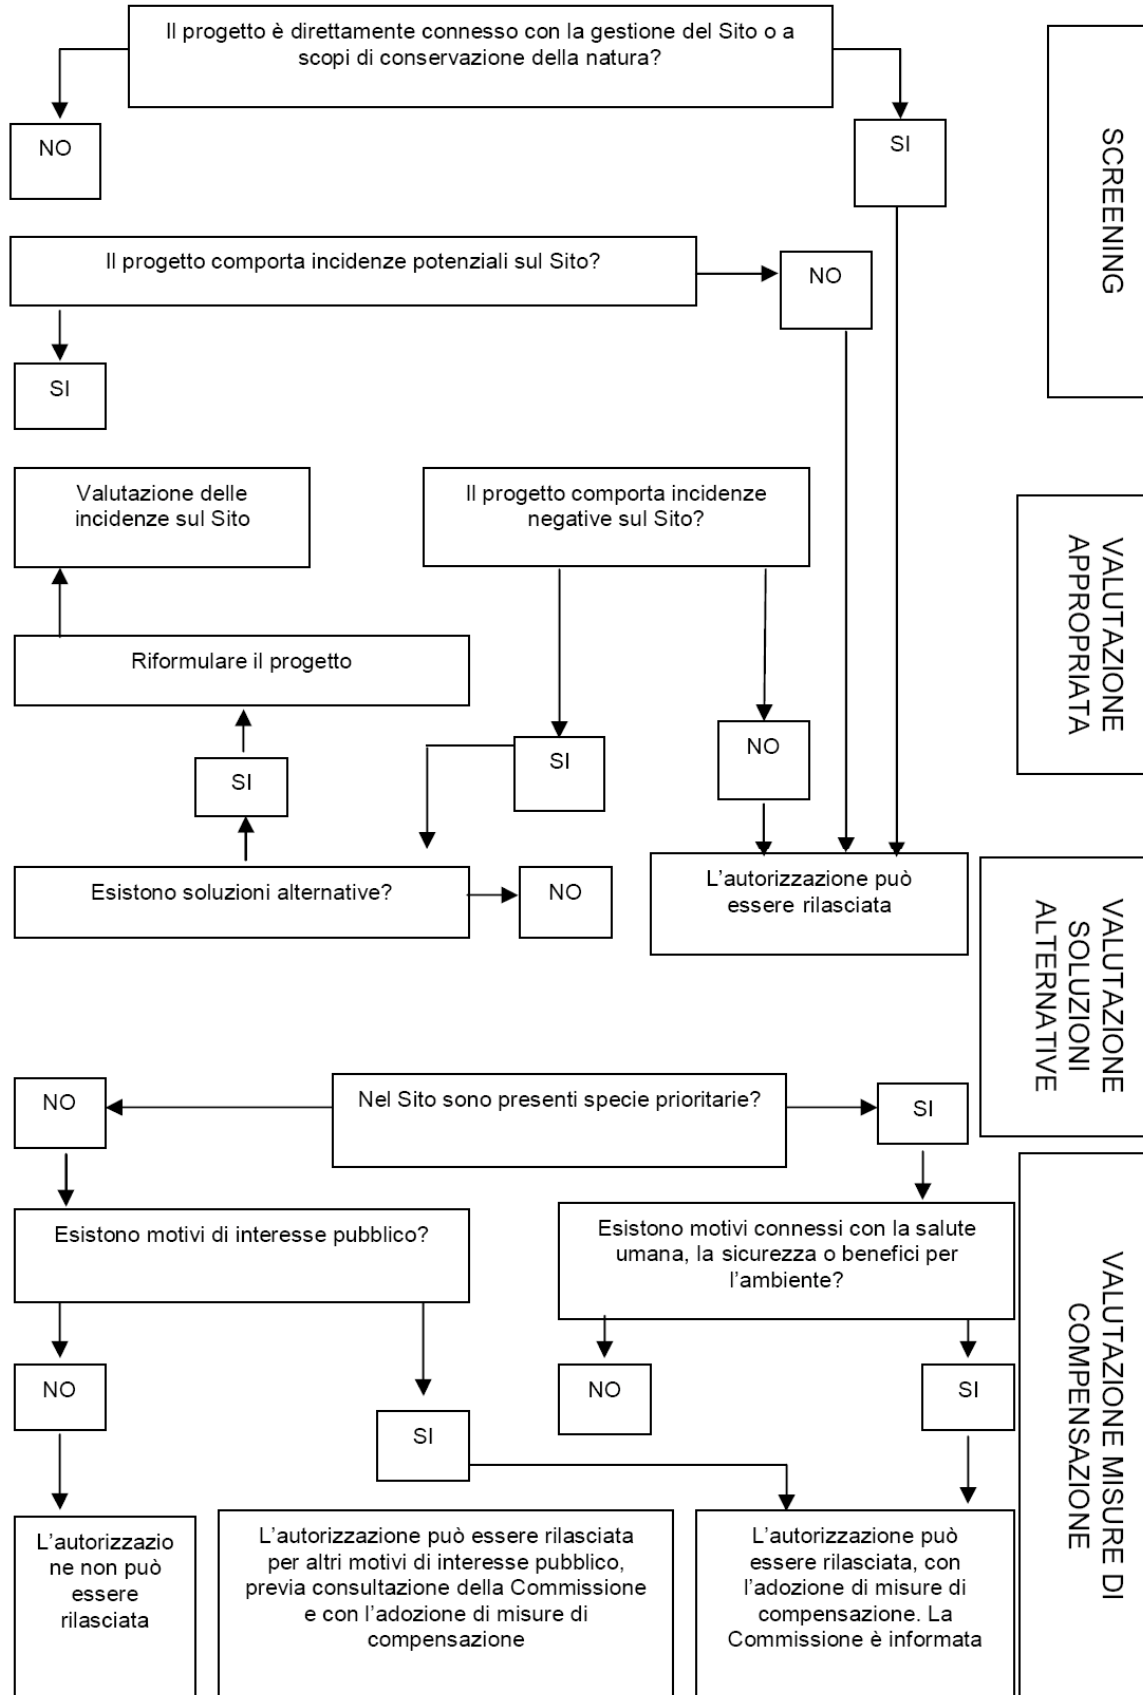 Il progetto è direttamente connesso con la gestione del Sito o a
scopi di conservazione della natura?
NO
SI
SCREENING
Il progetto comporta incidenze potenziali sul Sito?
NO
SI
Valutazione delle
incidenze sul Sito
Il progetto comporta incidenze
negative sul Sito?
VALUTAZIONE
APPROPRIATA
Riformulare il progetto
SI
SI
NO
Esistono soluzioni alternative?
NO
L'autorizzazione può
essere rilasciata
VALUTAZIONE
SOLUZIONI
ALTERNATIVE
NO
Nel Sito sono presenti specie prioritarie?
SI
Esistono motivi di interesse pubblico?
Esistono motivi connessi con la salute
umana, la sicurezza o benefici per
l'ambiente?
VALUTAZIONE MISURE DI
COMPENSAZIONE
NO
SI
NO
SI
L'autorizzazio
ne non può
essere
rilasciata
L'autorizzazione può essere rilasciata
per altri motivi di interesse pubblico,
previa consultazione della Commissione
e con l'adozione di misure di
compensazione
L'autorizzazione può
essere rilasciata, con
l'adozione di misure di
compensazione. La
Commissione è informata